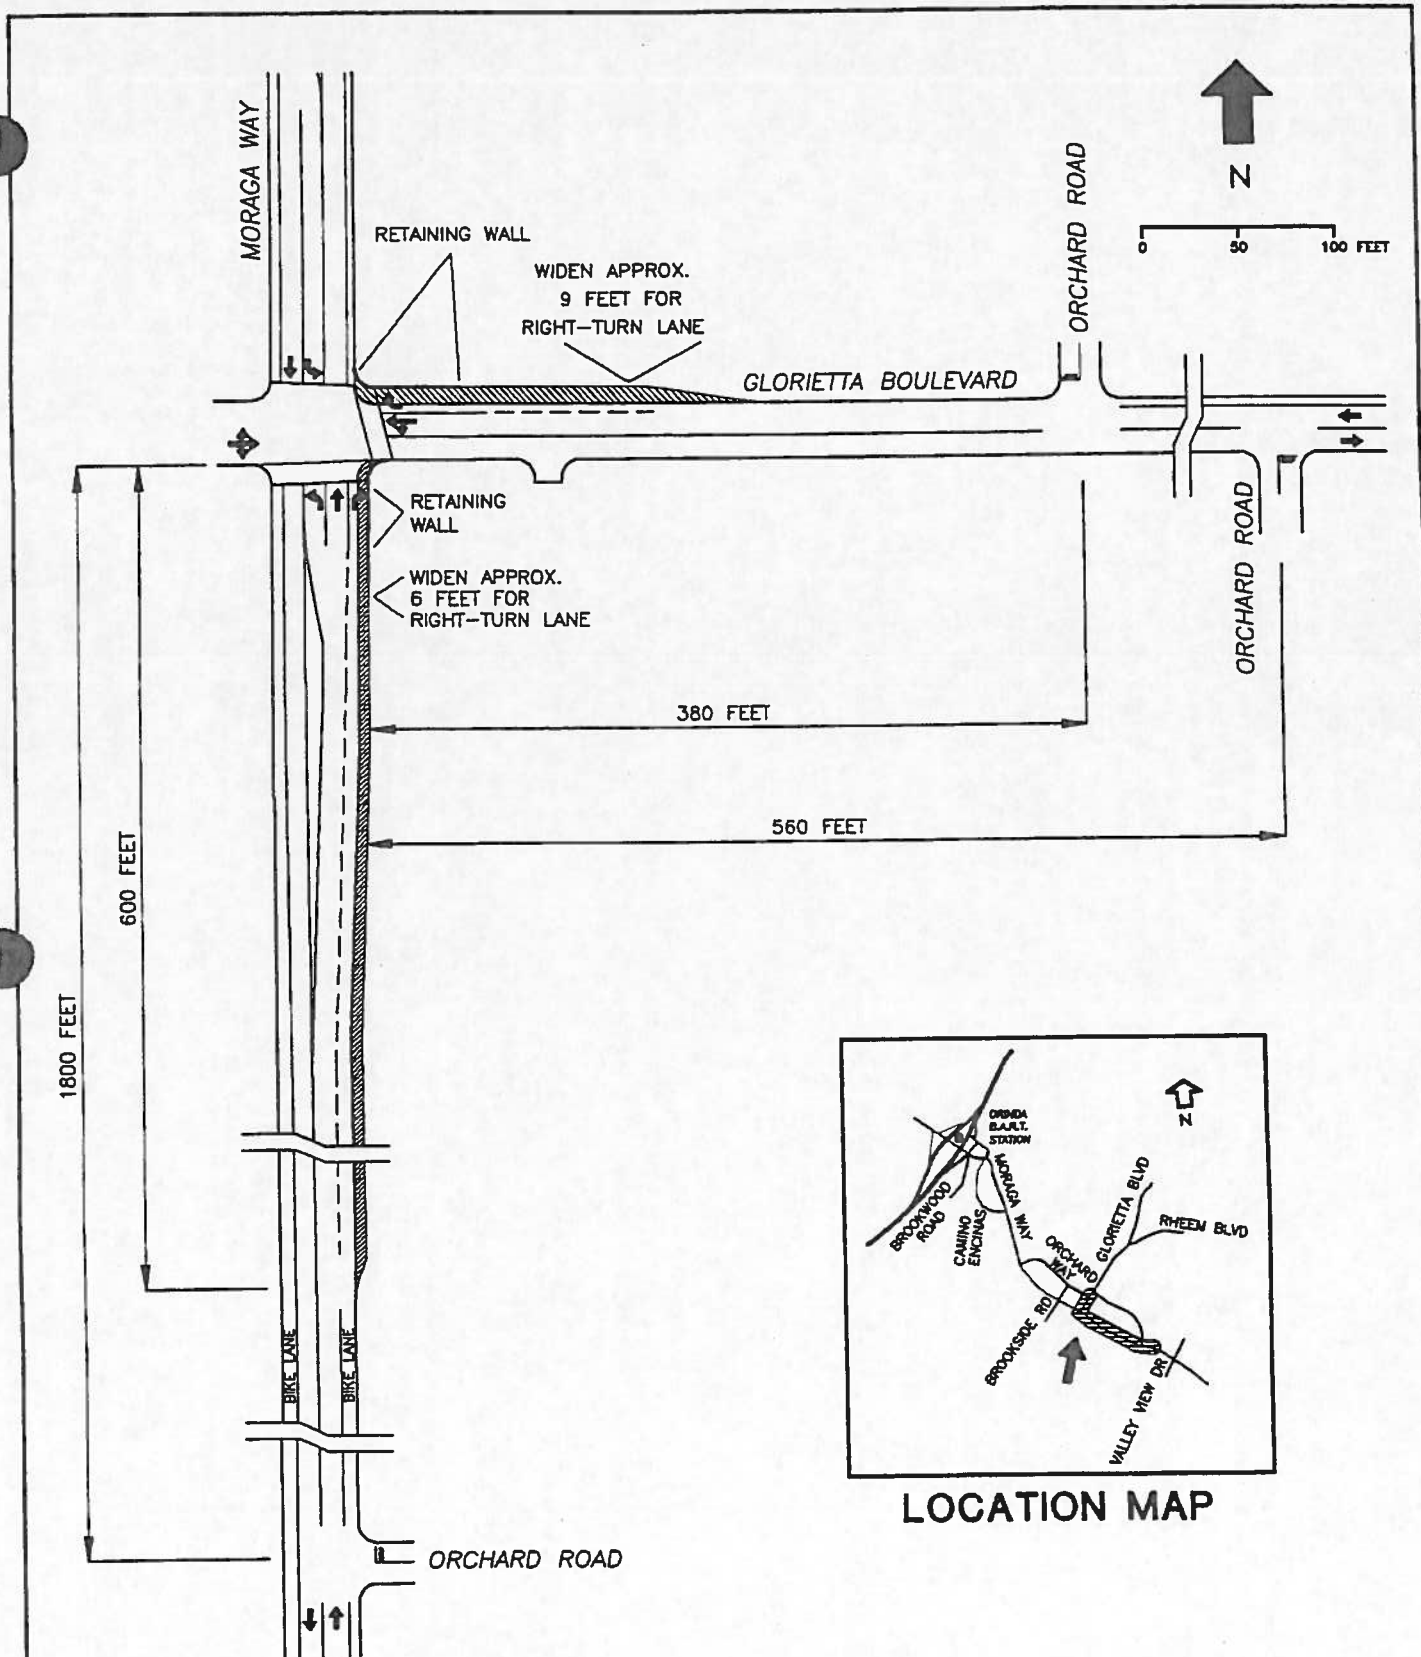 MORAGA WAY
RETAINING WALL
WIDEN APPROX.
9 FEET FOR
RIGHT-TURN LANE
GLORIETTA BOULEVARD
ORCHARD ROAD
N
0 50 100 FEET
RETAINING
WALL
WIDEN APPROX.
6 FEET FOR
RIGHT-TURN LANE
ORCHARD ROAD
380 FEET
560 FEET
600 FEET
1800 FEET
BIKE LANE
BIKE LANE
ORCHARD ROAD
ORINDA
B.A.R.T.
STATION
N
MORAGA WAY
BROOKWOOD
ROAD
CAMINO
ENCINAS
ORCHARD
WAY
GLORIETTA BLVD
RHEEM BLVD
BROOKSIDE RD
VALLEY VIEW DR
LOCATION MAP